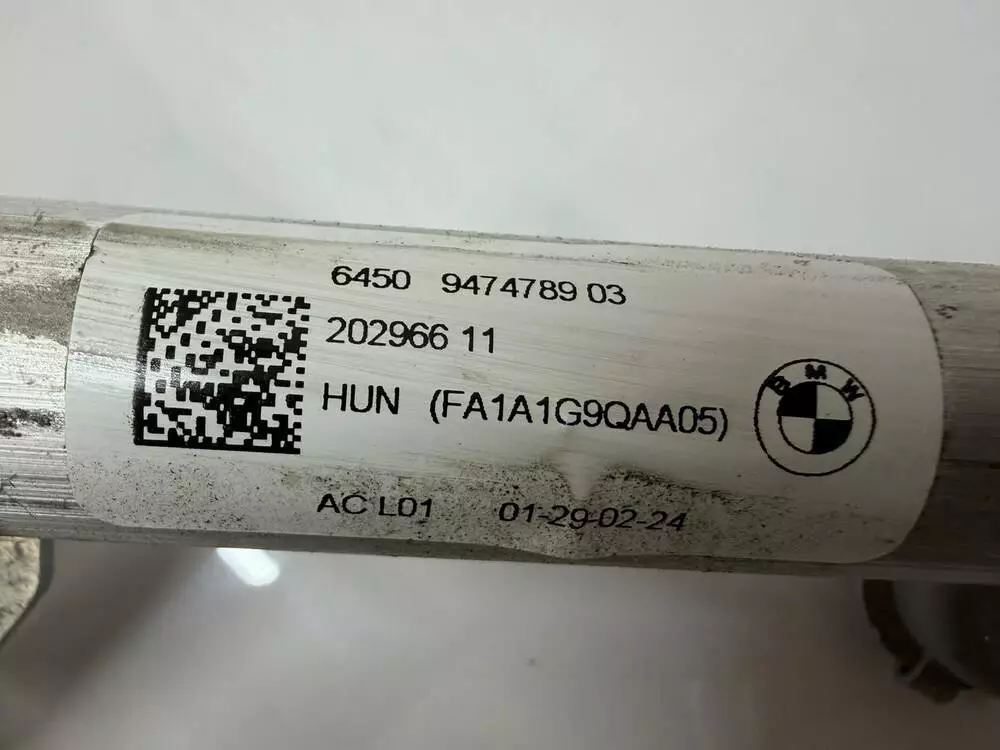 6450 9474789 03
202966 11
HUN (FA1A1G9QAA05)
BMW
AC L01 01-29-02-24